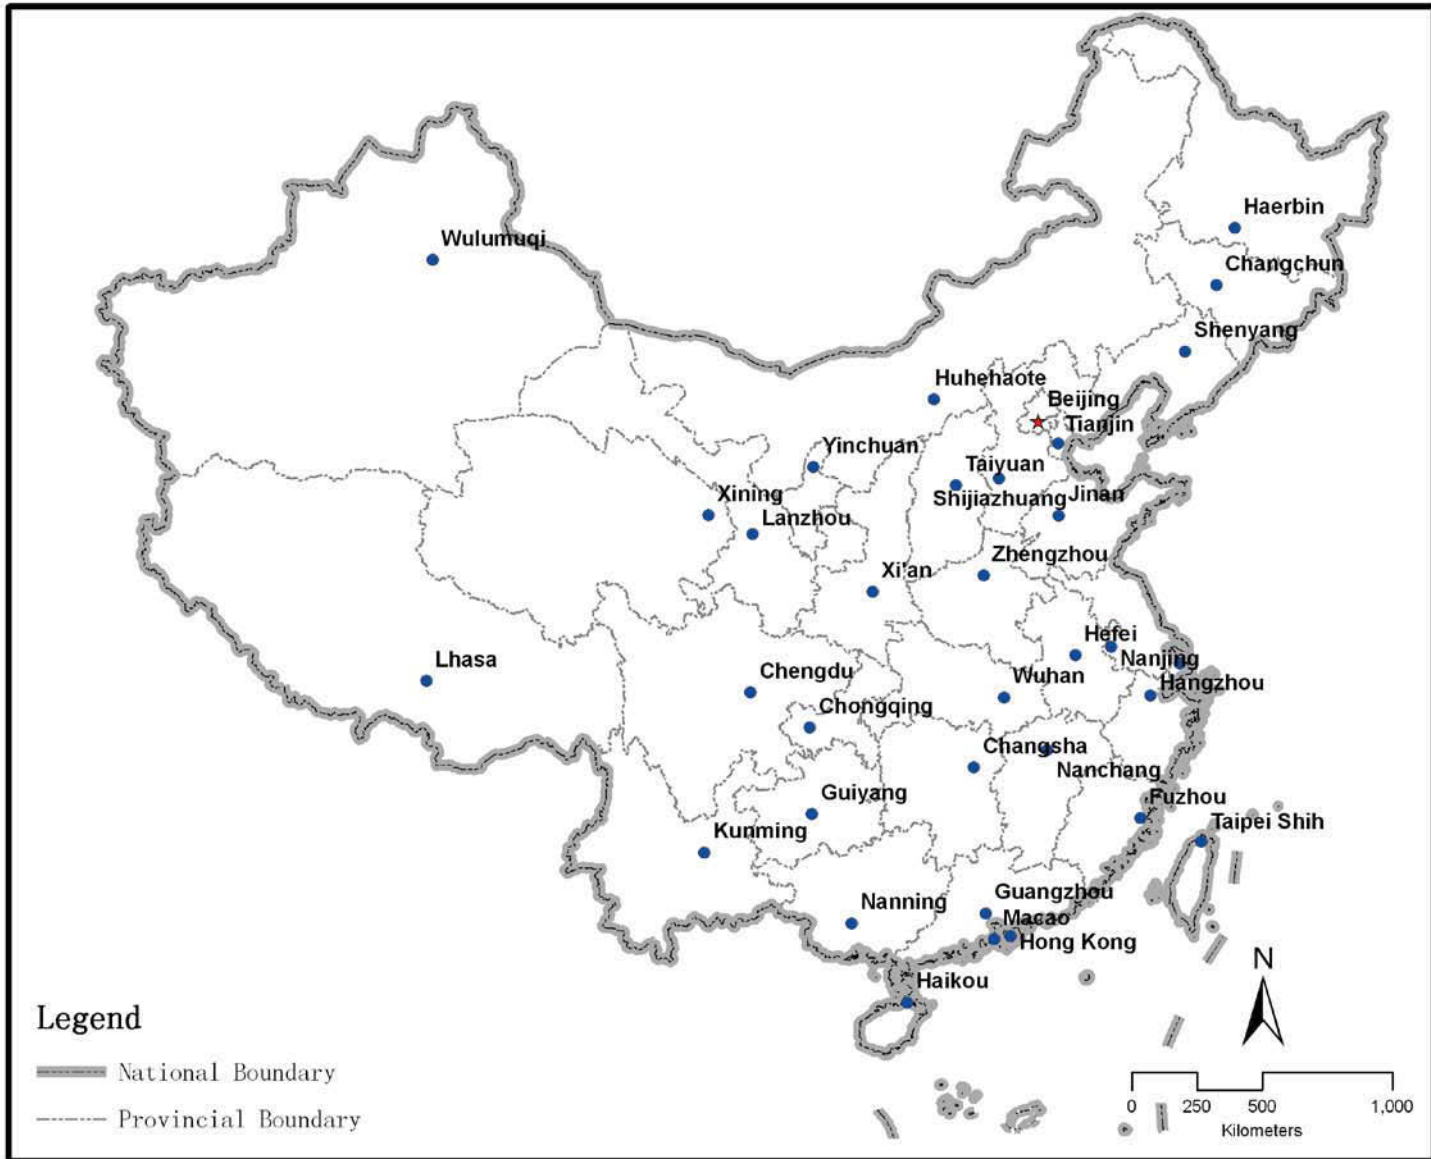 Haerbin
Wulumuqi
Changchun
Shenyang
Huhehaote
Beijing
Tianjin
Yinchuan
Taiyuan
Xining
Shijiazhuang
Jinan
Lanzhou
Zhengzhou
Xi'an
Hefei
Nanjing
Lhasa
Chengdu
Wuhan
Hangzhou
Chongqing
Changsha
Nanchang
Guiyang
Fuzhou
Taipei Shih
Kunming
Guangzhou
Nanning
Macao
Hong Kong
Haikou
N
Legend
National Boundary
Provincial Boundary
0 250 500 1,000
Kilometers